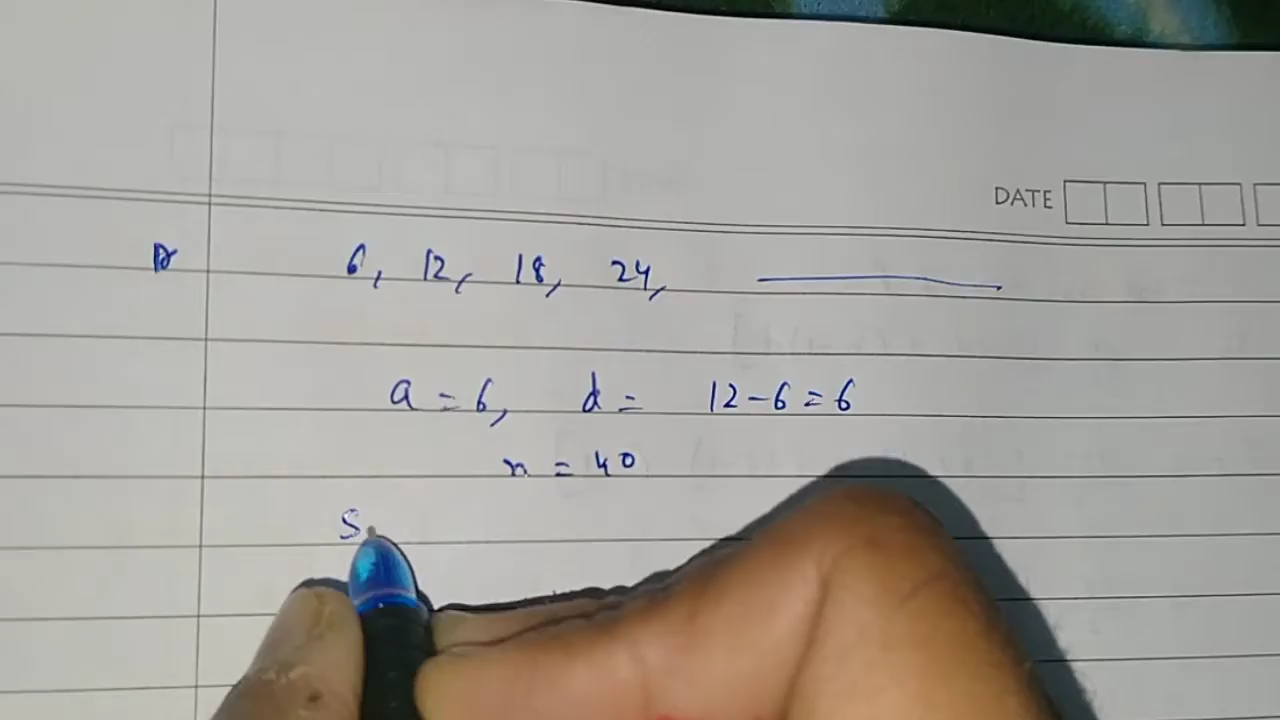 DATE
6, 12, 18, 24,
a = 6, d = 12-6 = 6
n = 40
S